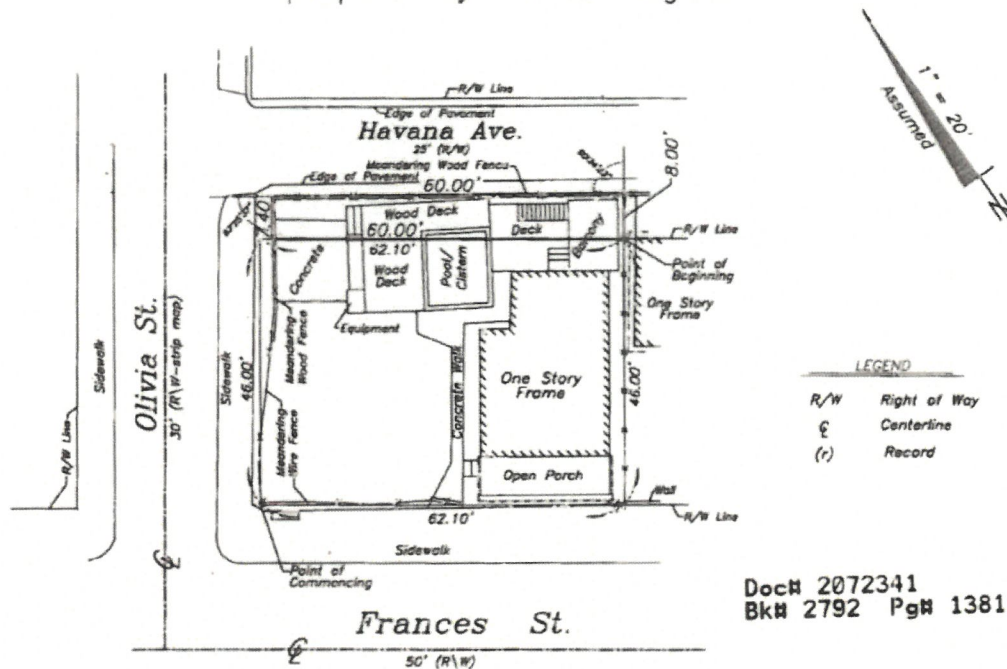 R/W Line
Edge of Pavement
Havana Ave.
25' (R/W)
Meandering Wood Fence
Edge of Pavement
60.00'
8.00'
1" = 20'
Assumed
Wood Deck
60.00'
62.10'
Wood
Deck
Deck
Balcony
Pool/
Cistern
Concrete
R/W Line
Point of
Beginning
One Story
Frame
Equipment
Olivia St.
30' (R\W-strip map)
Sidewalk
R/W Line
Sidewalk
46.00'
Meandering
Wood Fence
Meandering
Wire Fence
Concrete Walk
One Story
Frame
46.00'
Open Porch
Wall
R/W Line
62.10'
Sidewalk
Point of
Commencing
LEGEND
R/W Right of Way
℄ Centerline
(r) Record
℄
Frances St.
℄
50' (R\W)
Doc# 2072341
Bk# 2792 Pg# 1381